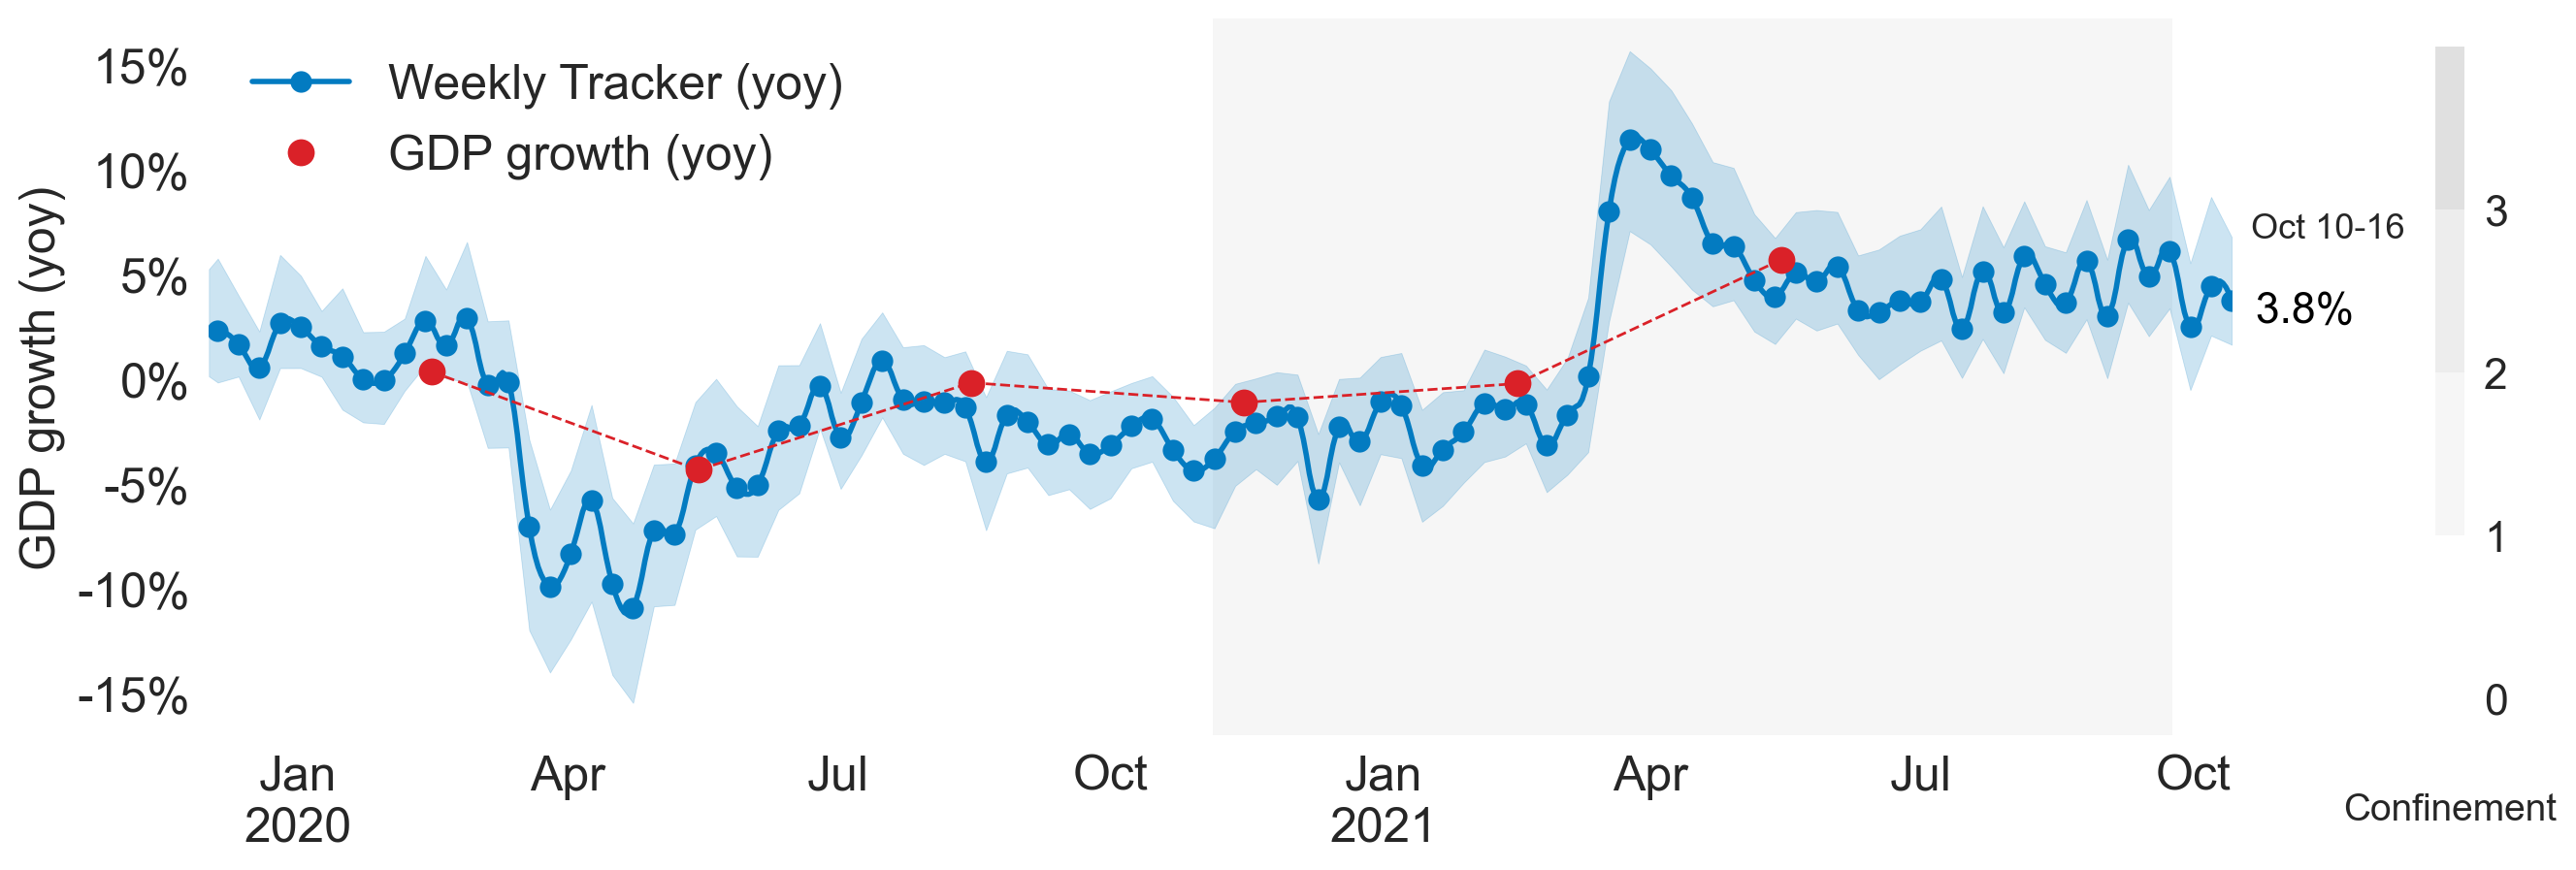 Weekly Tracker (yoy)
GDP growth (yoy)
GDP growth (yoy)
15%
10%
5%
0%
-5%
-10%
-15%
Jan
2020
Apr
Jul
Oct
Jan
2021
Apr
Jul
Oct
Oct 10-16
3.8%
3
2
1
0
Confinement